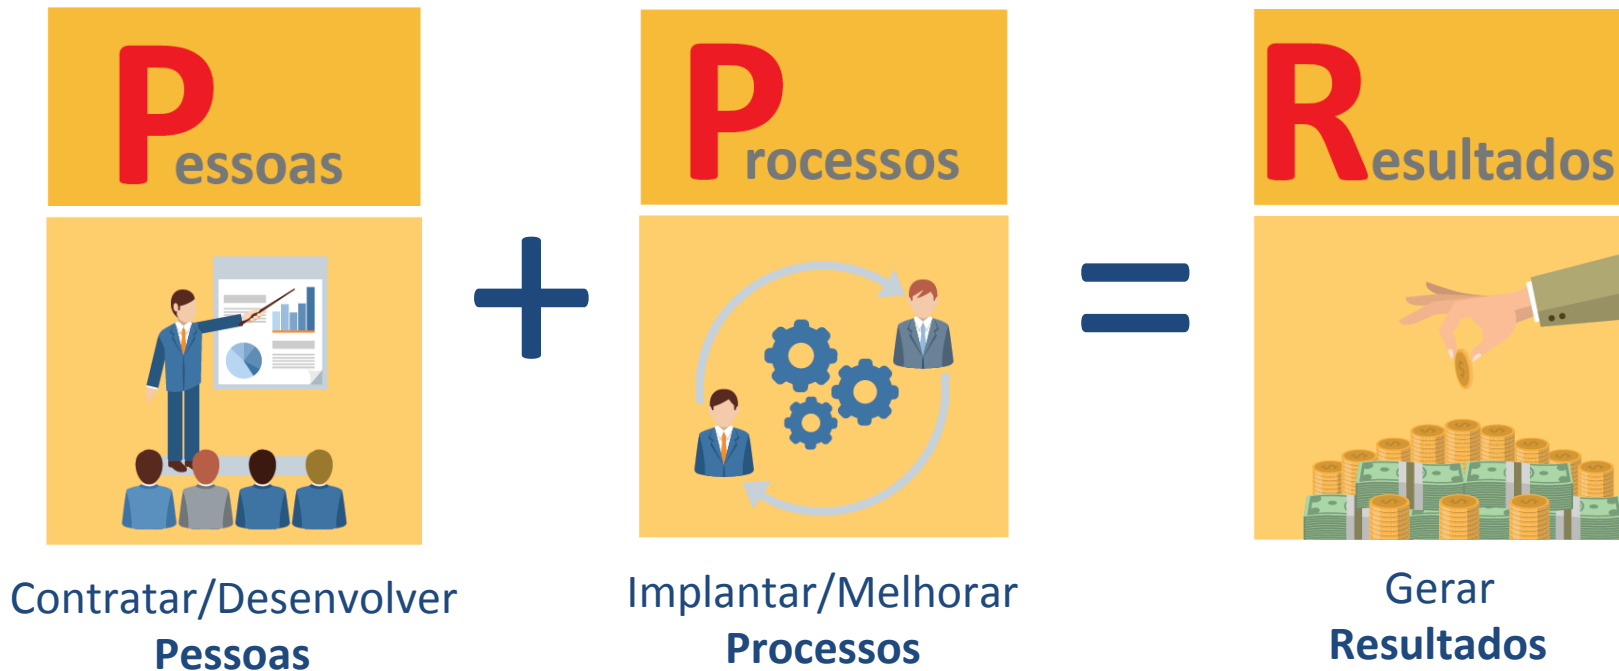 Pessoas
Processos
Resultados
+
=
Contratar/Desenvolver
Pessoas
Implantar/Melhorar
Processos
Gerar
Resultados